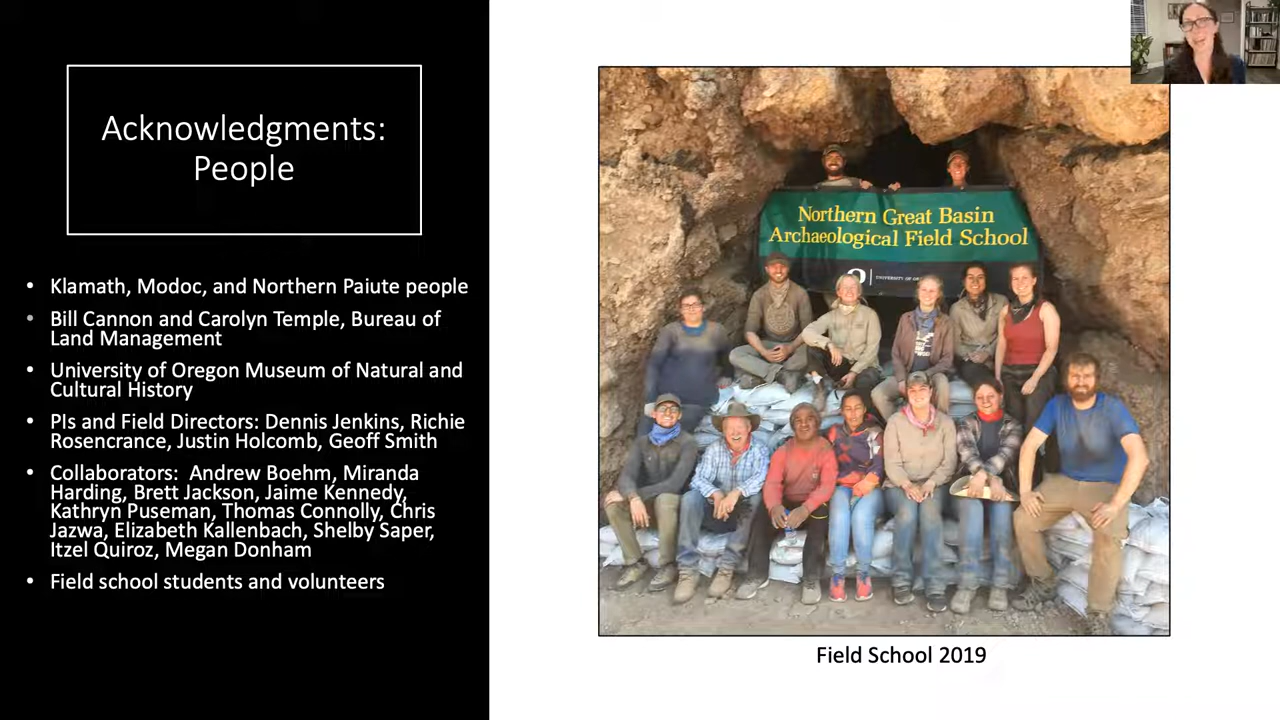 Acknowledgments:
People
• Klamath, Modoc, and Northern Paiute people
• Bill Cannon and Carolyn Temple, Bureau of
Land Management
• University of Oregon Museum of Natural and
Cultural History
• PIs and Field Directors: Dennis Jenkins, Richie
Rosencrance, Justin Holcomb, Geoff Smith
• Collaborators: Andrew Boehm, Miranda
Harding, Brett Jackson, Jaime Kennedy,
Kathryn Puseman, Thomas Connolly, Chris
Jazwa, Elizabeth Kallenbach, Shelby Saper,
Itzel Quiroz, Megan Donham
• Field school students and volunteers
Northern Great Basin
Archaeological Field School
UNIVERSITY OF
Field School 2019